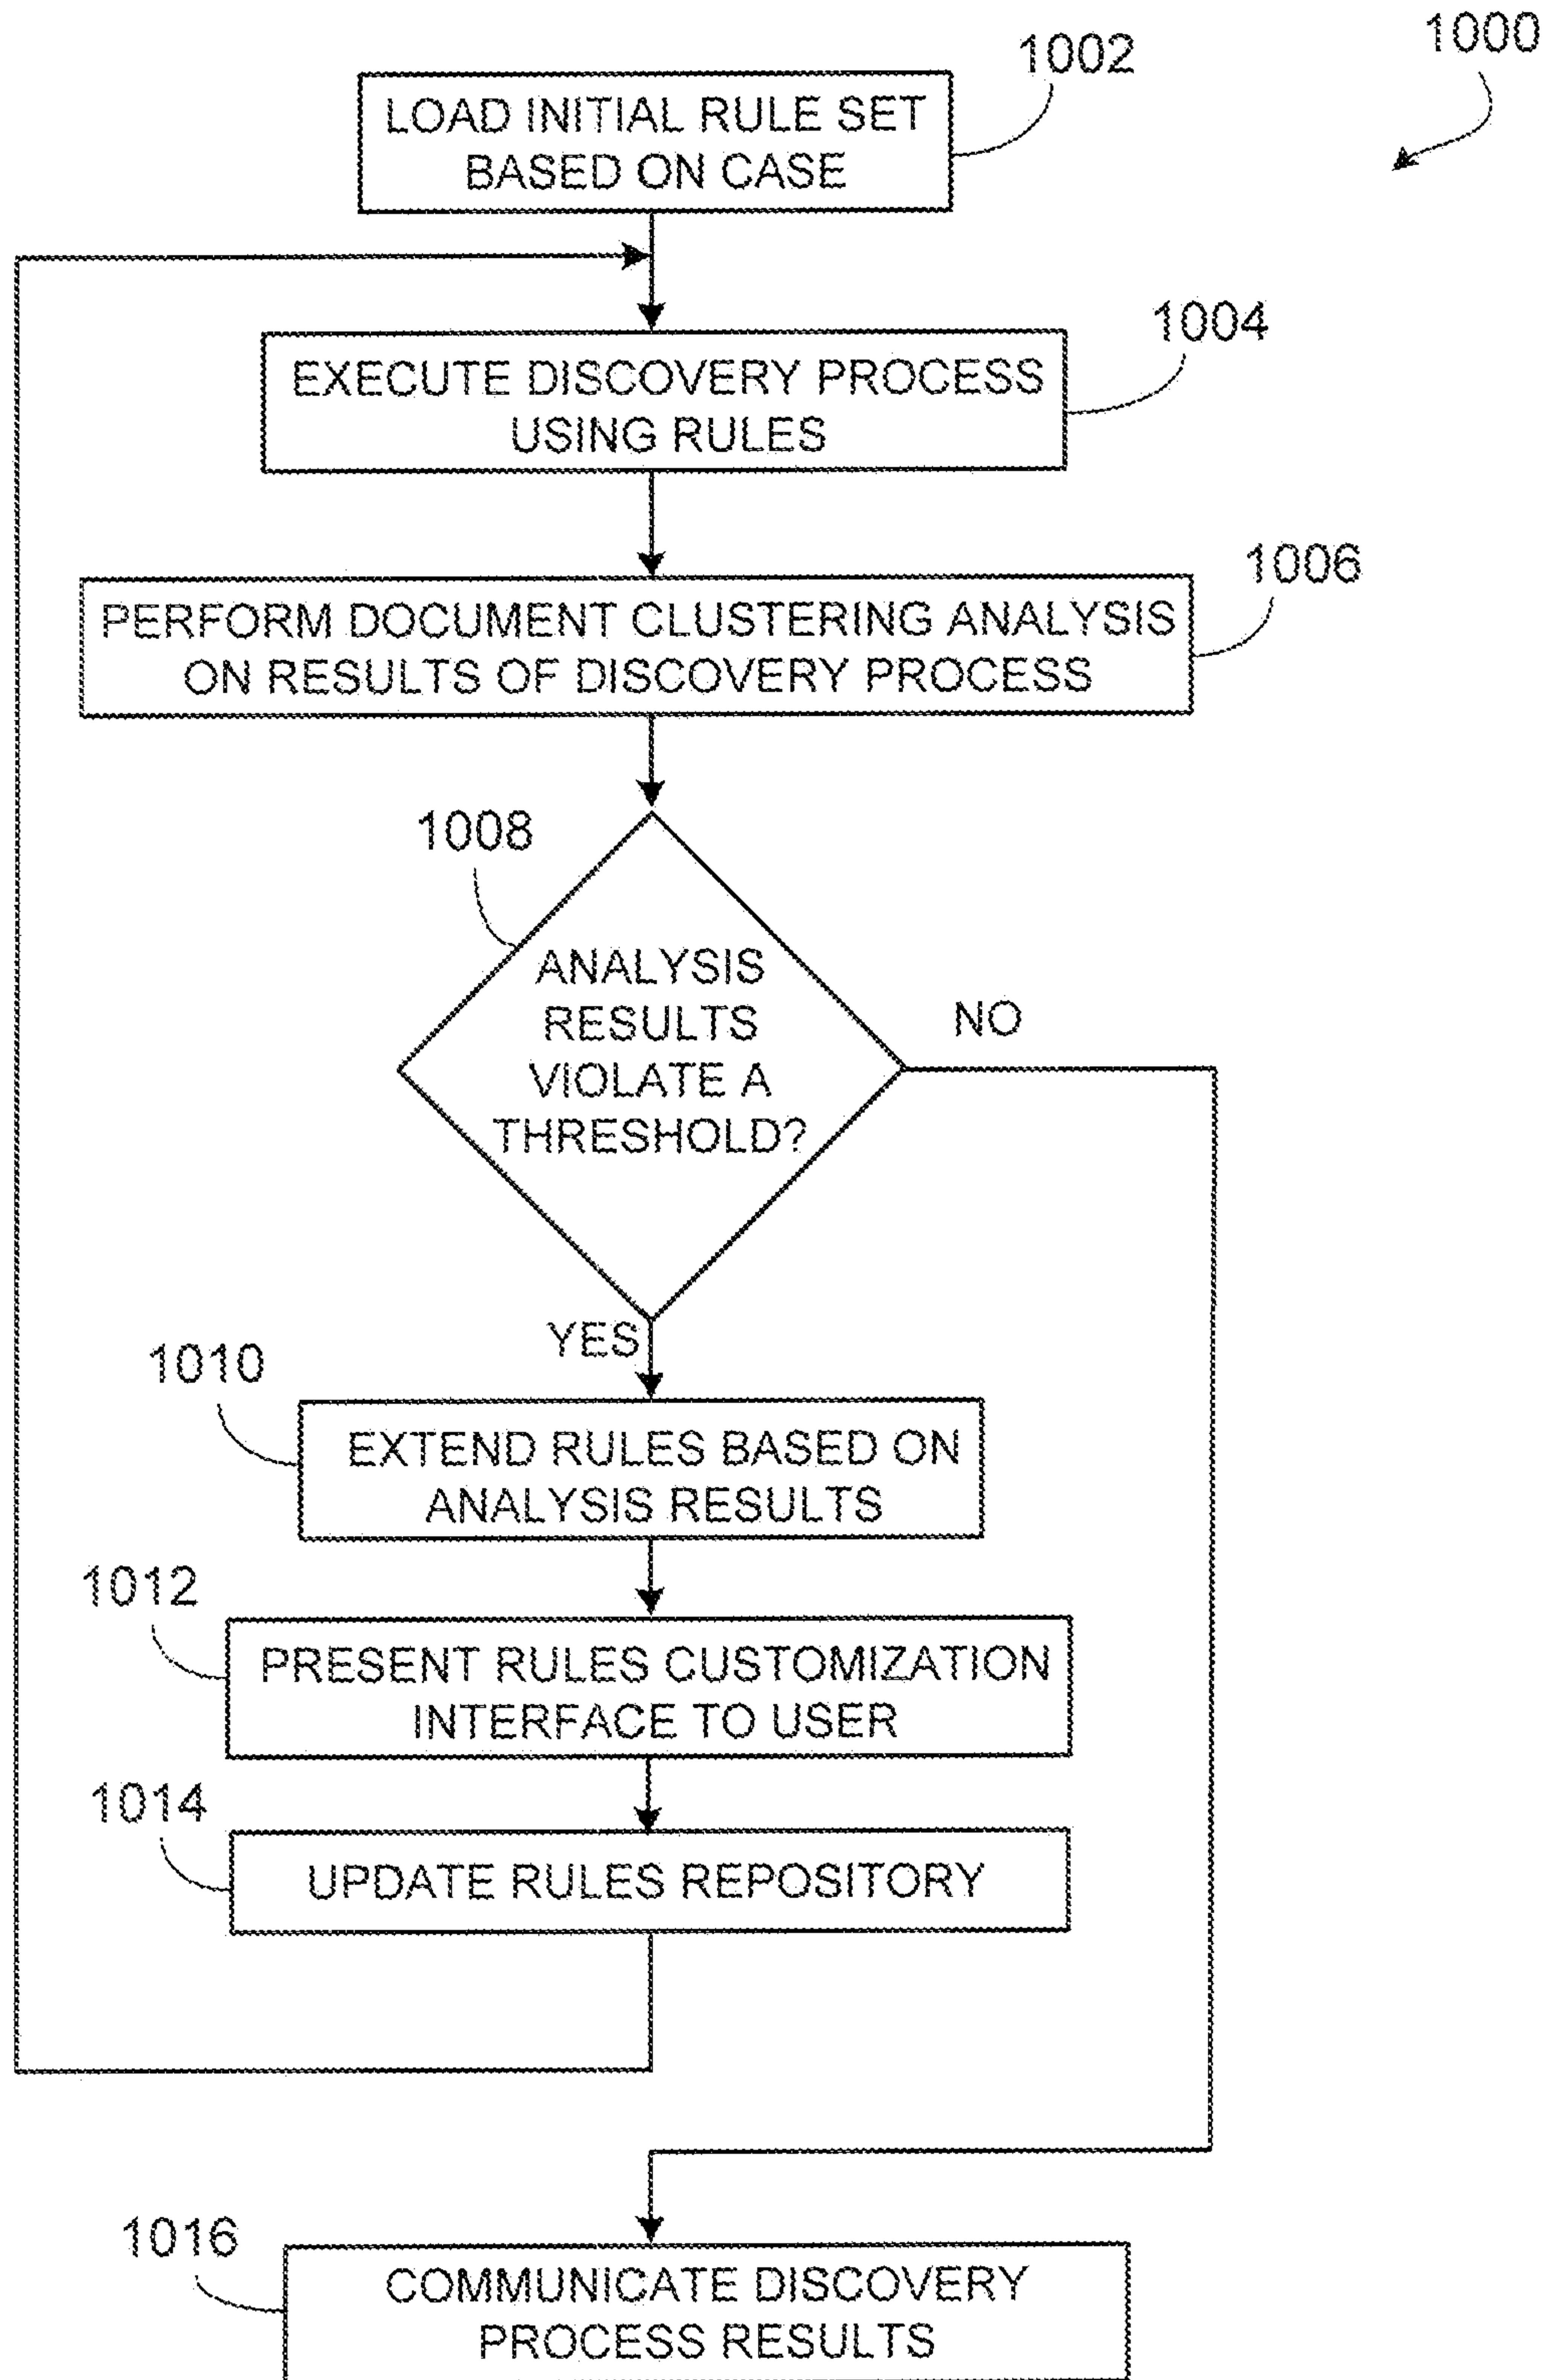 1000
1002
LOAD INITIAL RULE SET
BASED ON CASE
1004
EXECUTE DISCOVERY PROCESS
USING RULES
1006
PERFORM DOCUMENT CLUSTERING ANALYSIS
ON RESULTS OF DISCOVERY PROCESS
1008
ANALYSIS
RESULTS
VIOLATE A
THRESHOLD?
NO
YES
1010
EXTEND RULES BASED ON
ANALYSIS RESULTS
1012
PRESENT RULES CUSTOMIZATION
INTERFACE TO USER
1014
UPDATE RULES REPOSITORY
1016
COMMUNICATE DISCOVERY
PROCESS RESULTS